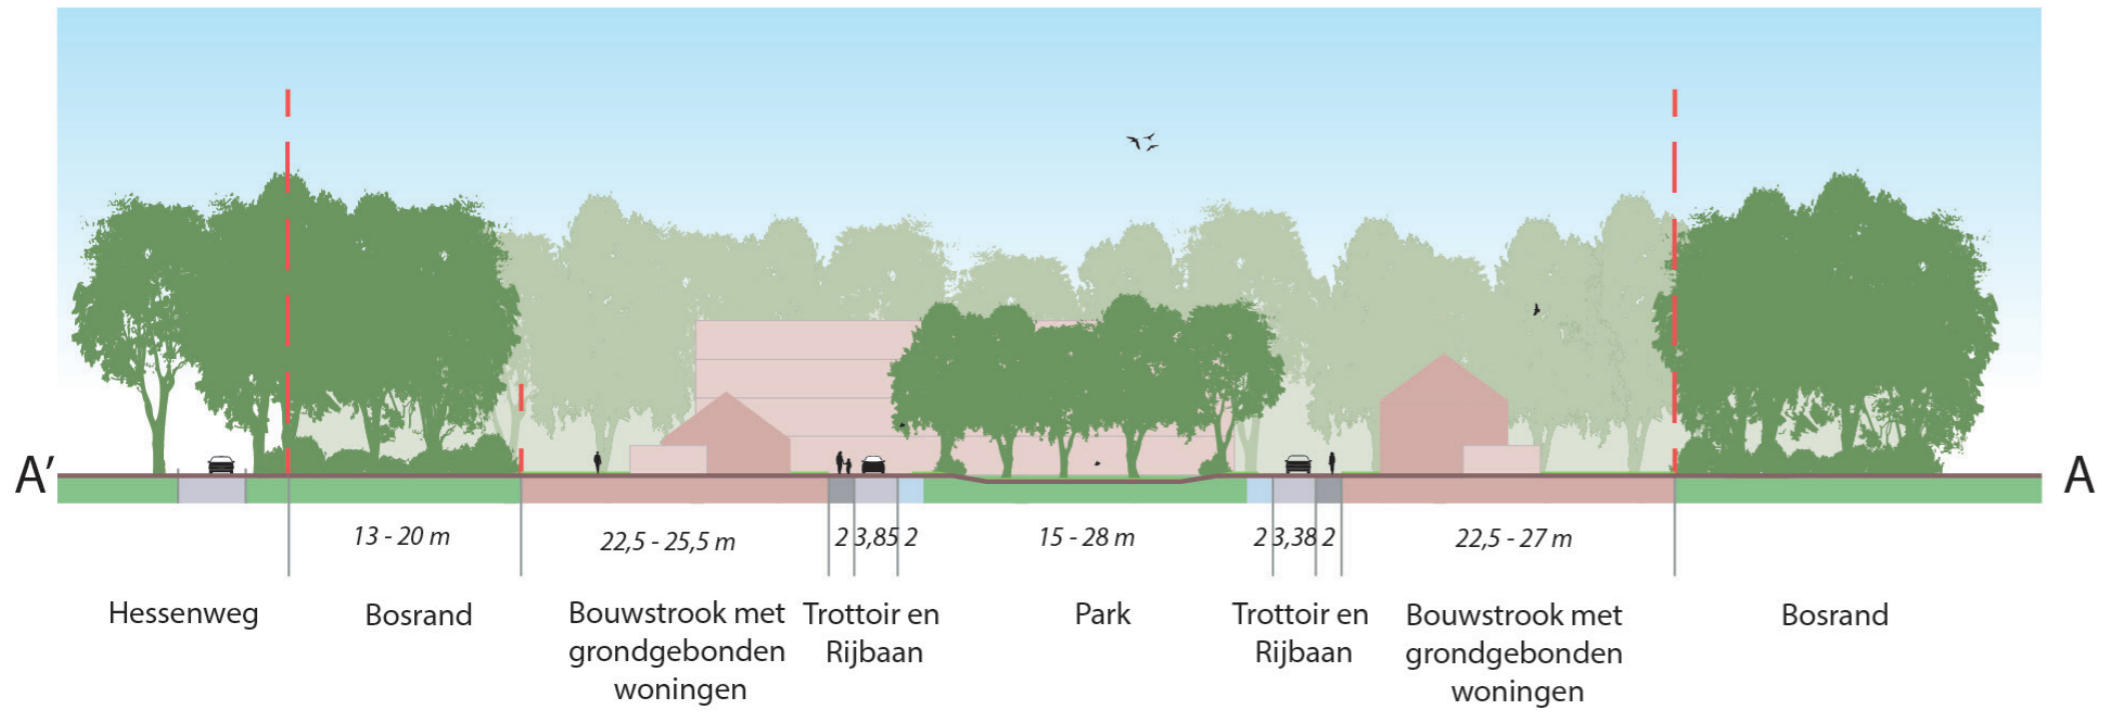 A’
A
13 - 20 m
22,5 - 25,5 m
2 3,85 2
15 - 28 m
2 3,38 2
22,5 - 27 m
Hessenweg
Bosrand
Bouwstrook met
grondgebonden
woningen
Trottoir en
Rijbaan
Park
Trottoir en
Rijbaan
Bouwstrook met
grondgebonden
woningen
Bosrand